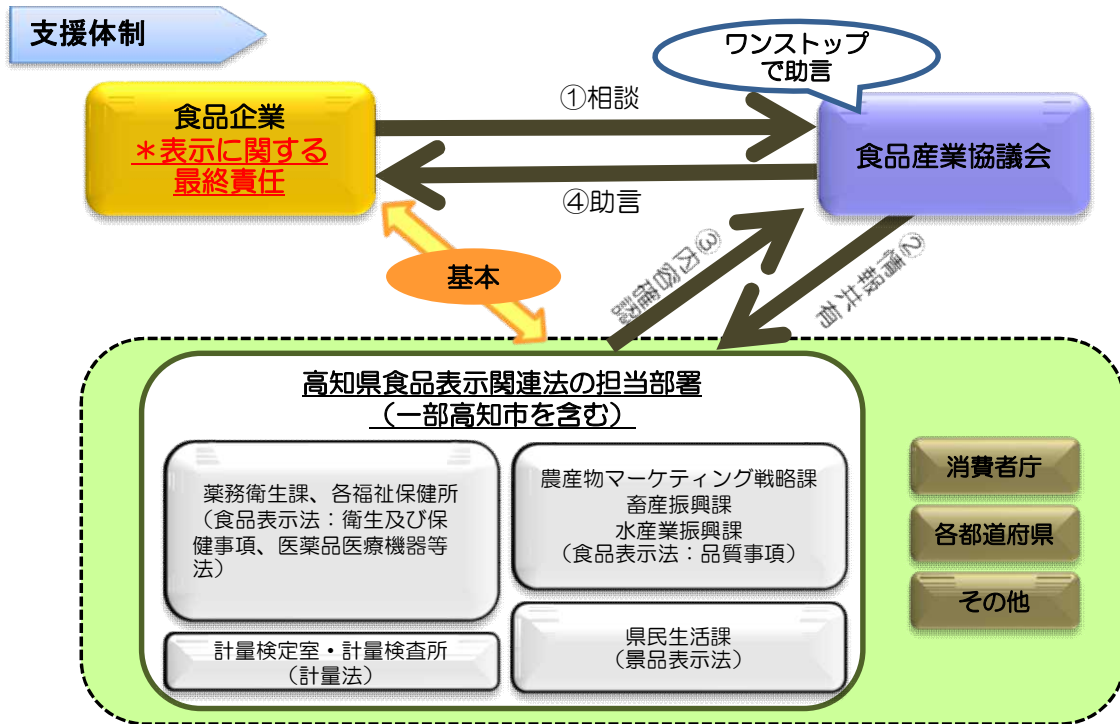 支援体制
ワンストップ
で助言
食品企業
＊表示に関する
最終責任
①相談
食品産業協議会
④助言
基本
③内容確認
②情報共有
高知県食品表示関連法の担当部署
（一部高知市を含む）
薬務衛生課、各福祉保健所
（食品表示法：衛生及び保
健事項、医薬品医療機器等
法）
農産物マーケティング戦略課
畜産振興課
水産業振興課
（食品表示法：品質事項）
計量検定室・計量検査所
（計量法）
県民生活課
（景品表示法）
消費者庁
各都道府県
その他